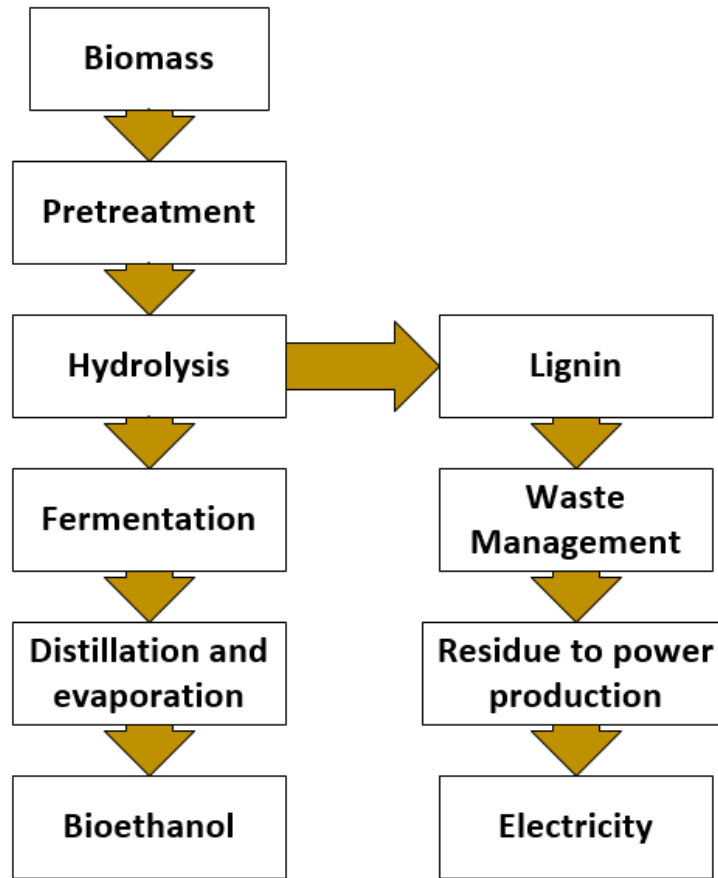 Biomass
Pretreatment
Hydrolysis
Lignin
Fermentation
Waste
Management
Distillation and
evaporation
Residue to power
production
Bioethanol
Electricity